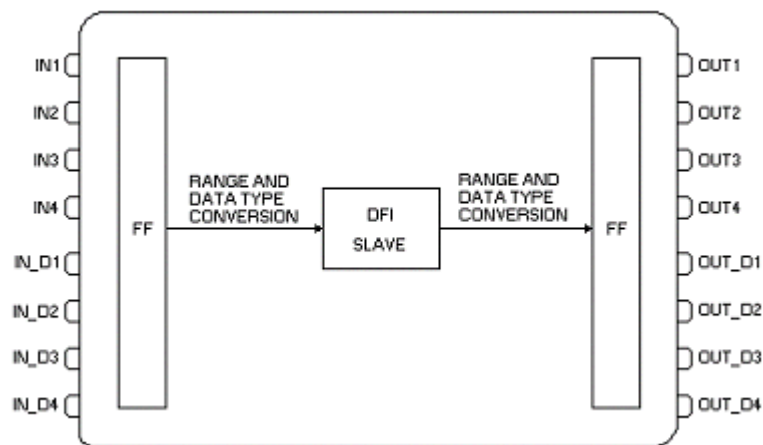 IN1
IN2
IN3
IN4
IN_D1
IN_D2
IN_D3
IN_D4
FF
RANGE AND
DATA TYPE
CONVERSION
DFI
SLAVE
RANGE AND
DATA TYPE
CONVERSION
FF
OUT1
OUT2
OUT3
OUT4
OUT_D1
OUT_D2
OUT_D3
OUT_D4